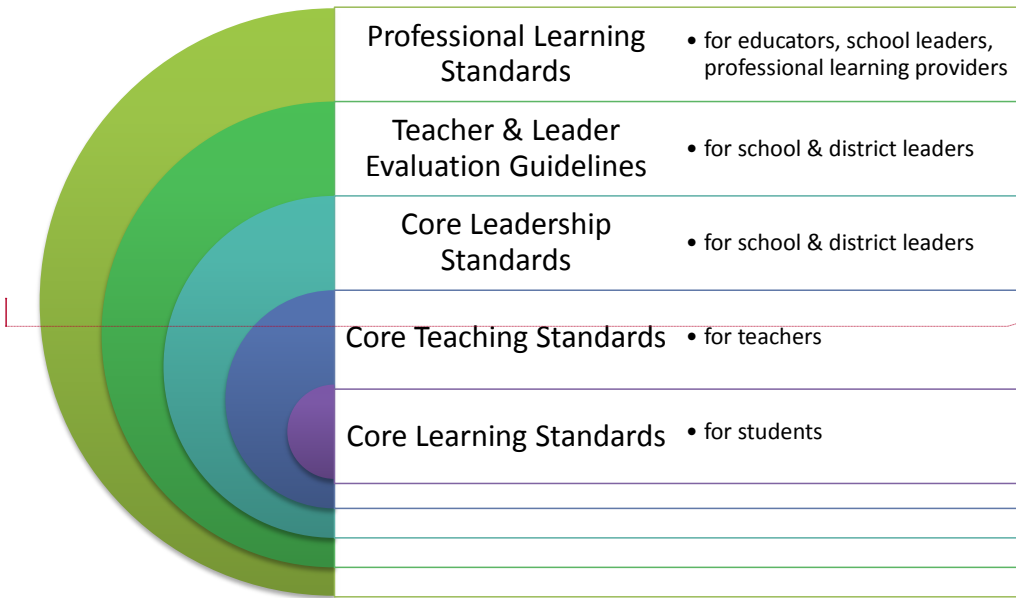 Professional Learning
Standards
• for educators, school leaders,
professional learning providers
Teacher & Leader
Evaluation Guidelines
• for school & district leaders
Core Leadership
Standards
• for school & district leaders
Core Teaching Standards
• for teachers
Core Learning Standards
• for students